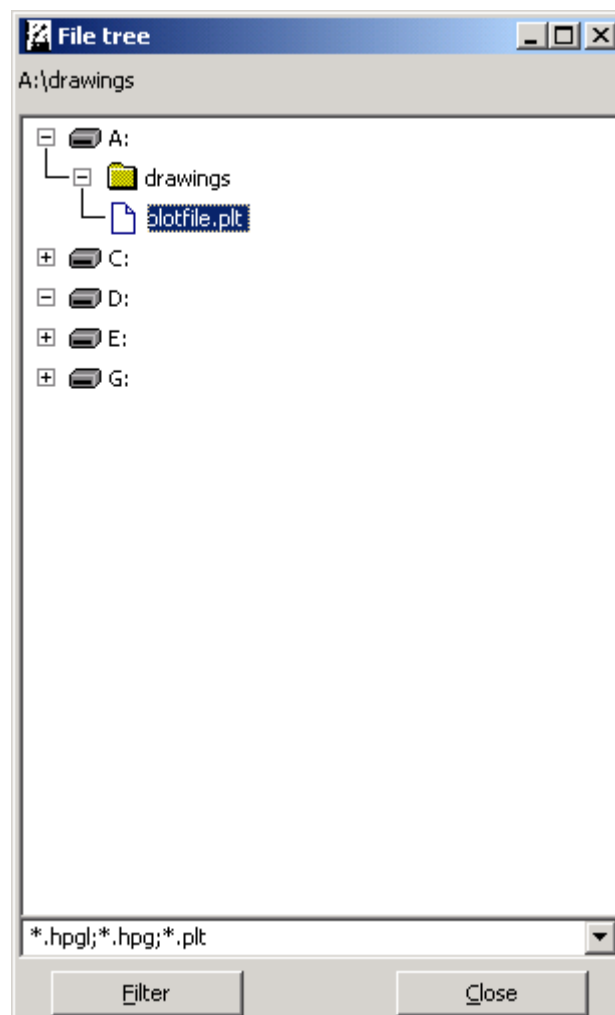 File tree
A:\drawings
A:
drawings
plotfile.plt
C:
D:
E:
G:
*.hpgl;*.hpg;*.plt
Filter Close